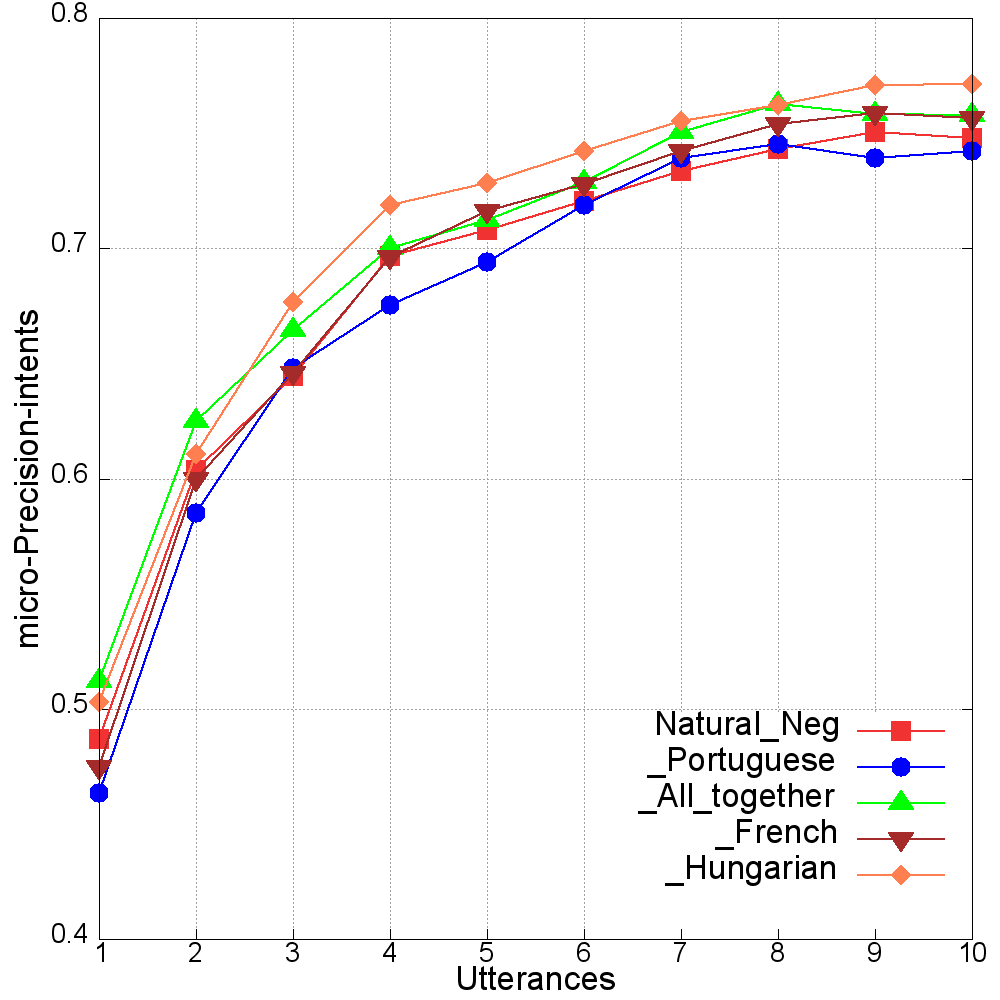 0.8
0.7
0.6
0.5
0.4
micro-Precision-intents
Natural_Neg
_Portuguese
_All_together
_French
_Hungarian
1 2 3 4 5 6 7 8 9 10
Utterances